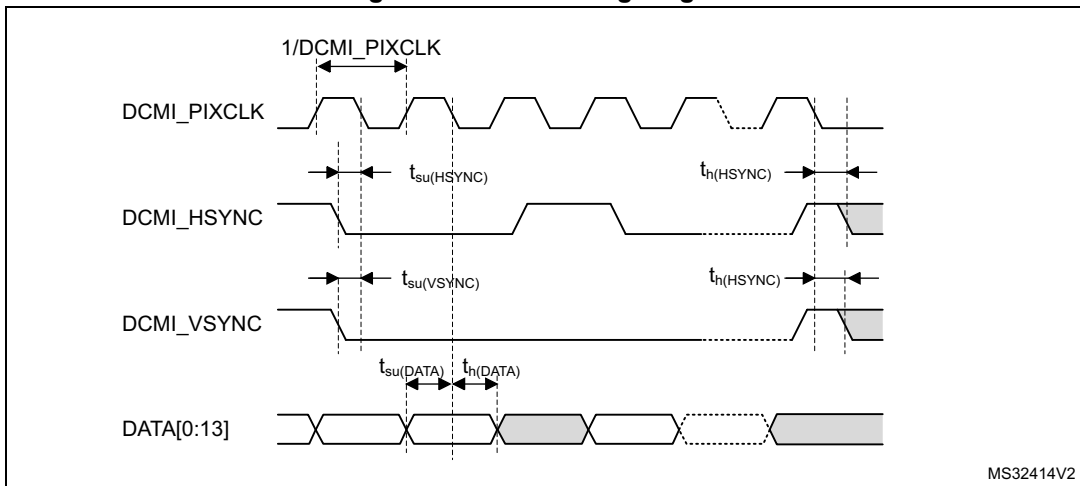 1/DCMI_PIXCLK
DCMI_PIXCLK
tsu(HSYNC) th(HSYNC)
DCMI_HSYNC
tsu(VSYNC) th(HSYNC)
DCMI_VSYNC
tsu(DATA) th(DATA)
DATA[0:13]
MS32414V2